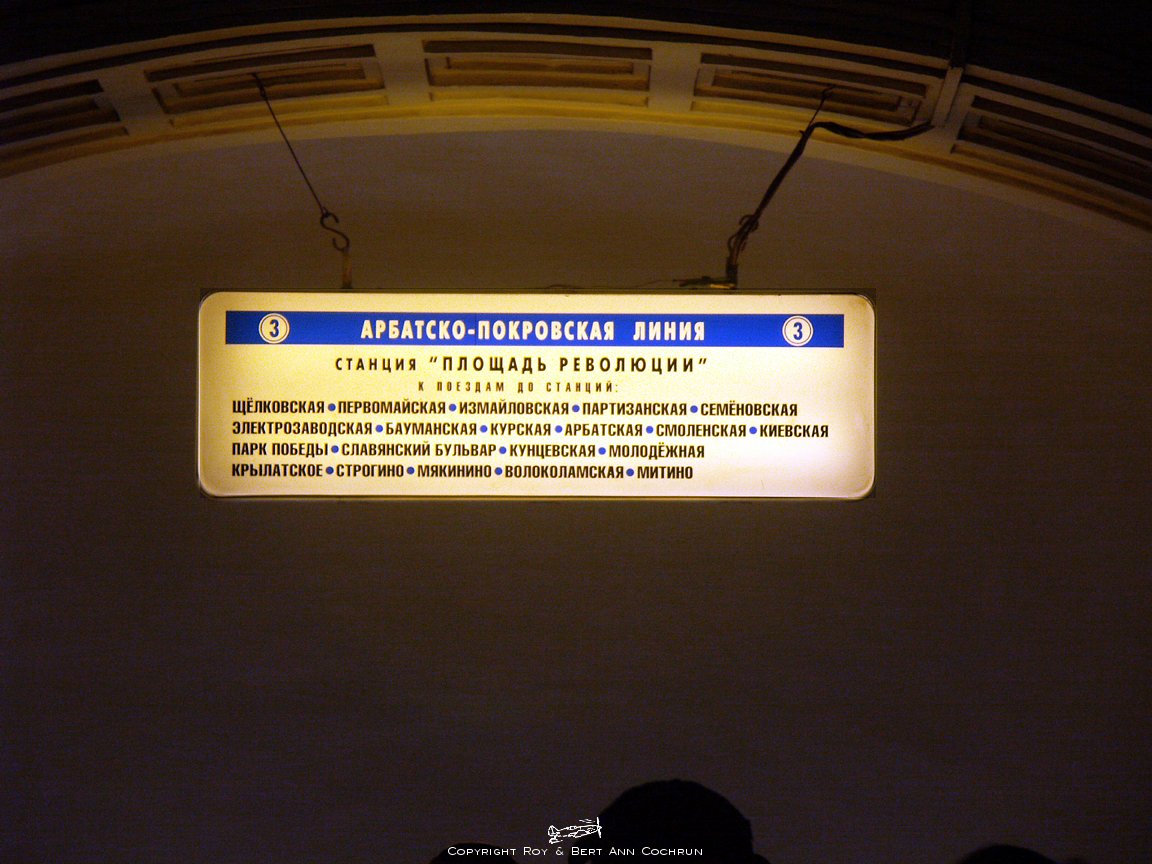 3 АРБАТСКО-ПОКРОВСКАЯ ЛИНИЯ 3
СТАНЦИЯ "ПЛОЩАДЬ РЕВОЛЮЦИИ"
К ПОЕЗДАМ ДО СТАНЦИЙ:
ЩЁЛКОВСКАЯ ● ПЕРВОМАЙСКАЯ ● ИЗМАЙЛОВСКАЯ ● ПАРТИЗАНСКАЯ ● СЕМЁНОВСКАЯ
ЭЛЕКТРОЗАВОДСКАЯ ● БАУМАНСКАЯ ● КУРСКАЯ ● АРБАТСКАЯ ● СМОЛЕНСКАЯ ● КИЕВСКАЯ
ПАРК ПОБЕДЫ ● СЛАВЯНСКИЙ БУЛЬВАР ● КУНЦЕВСКАЯ ● МОЛОДЁЖНАЯ
КРЫЛАТСКОЕ ● СТРОГИНО ● МЯКИНИНО ● ВОЛОКОЛАМСКАЯ ● МИТИНО
Copyright Roy & Bert Ann Cochrun